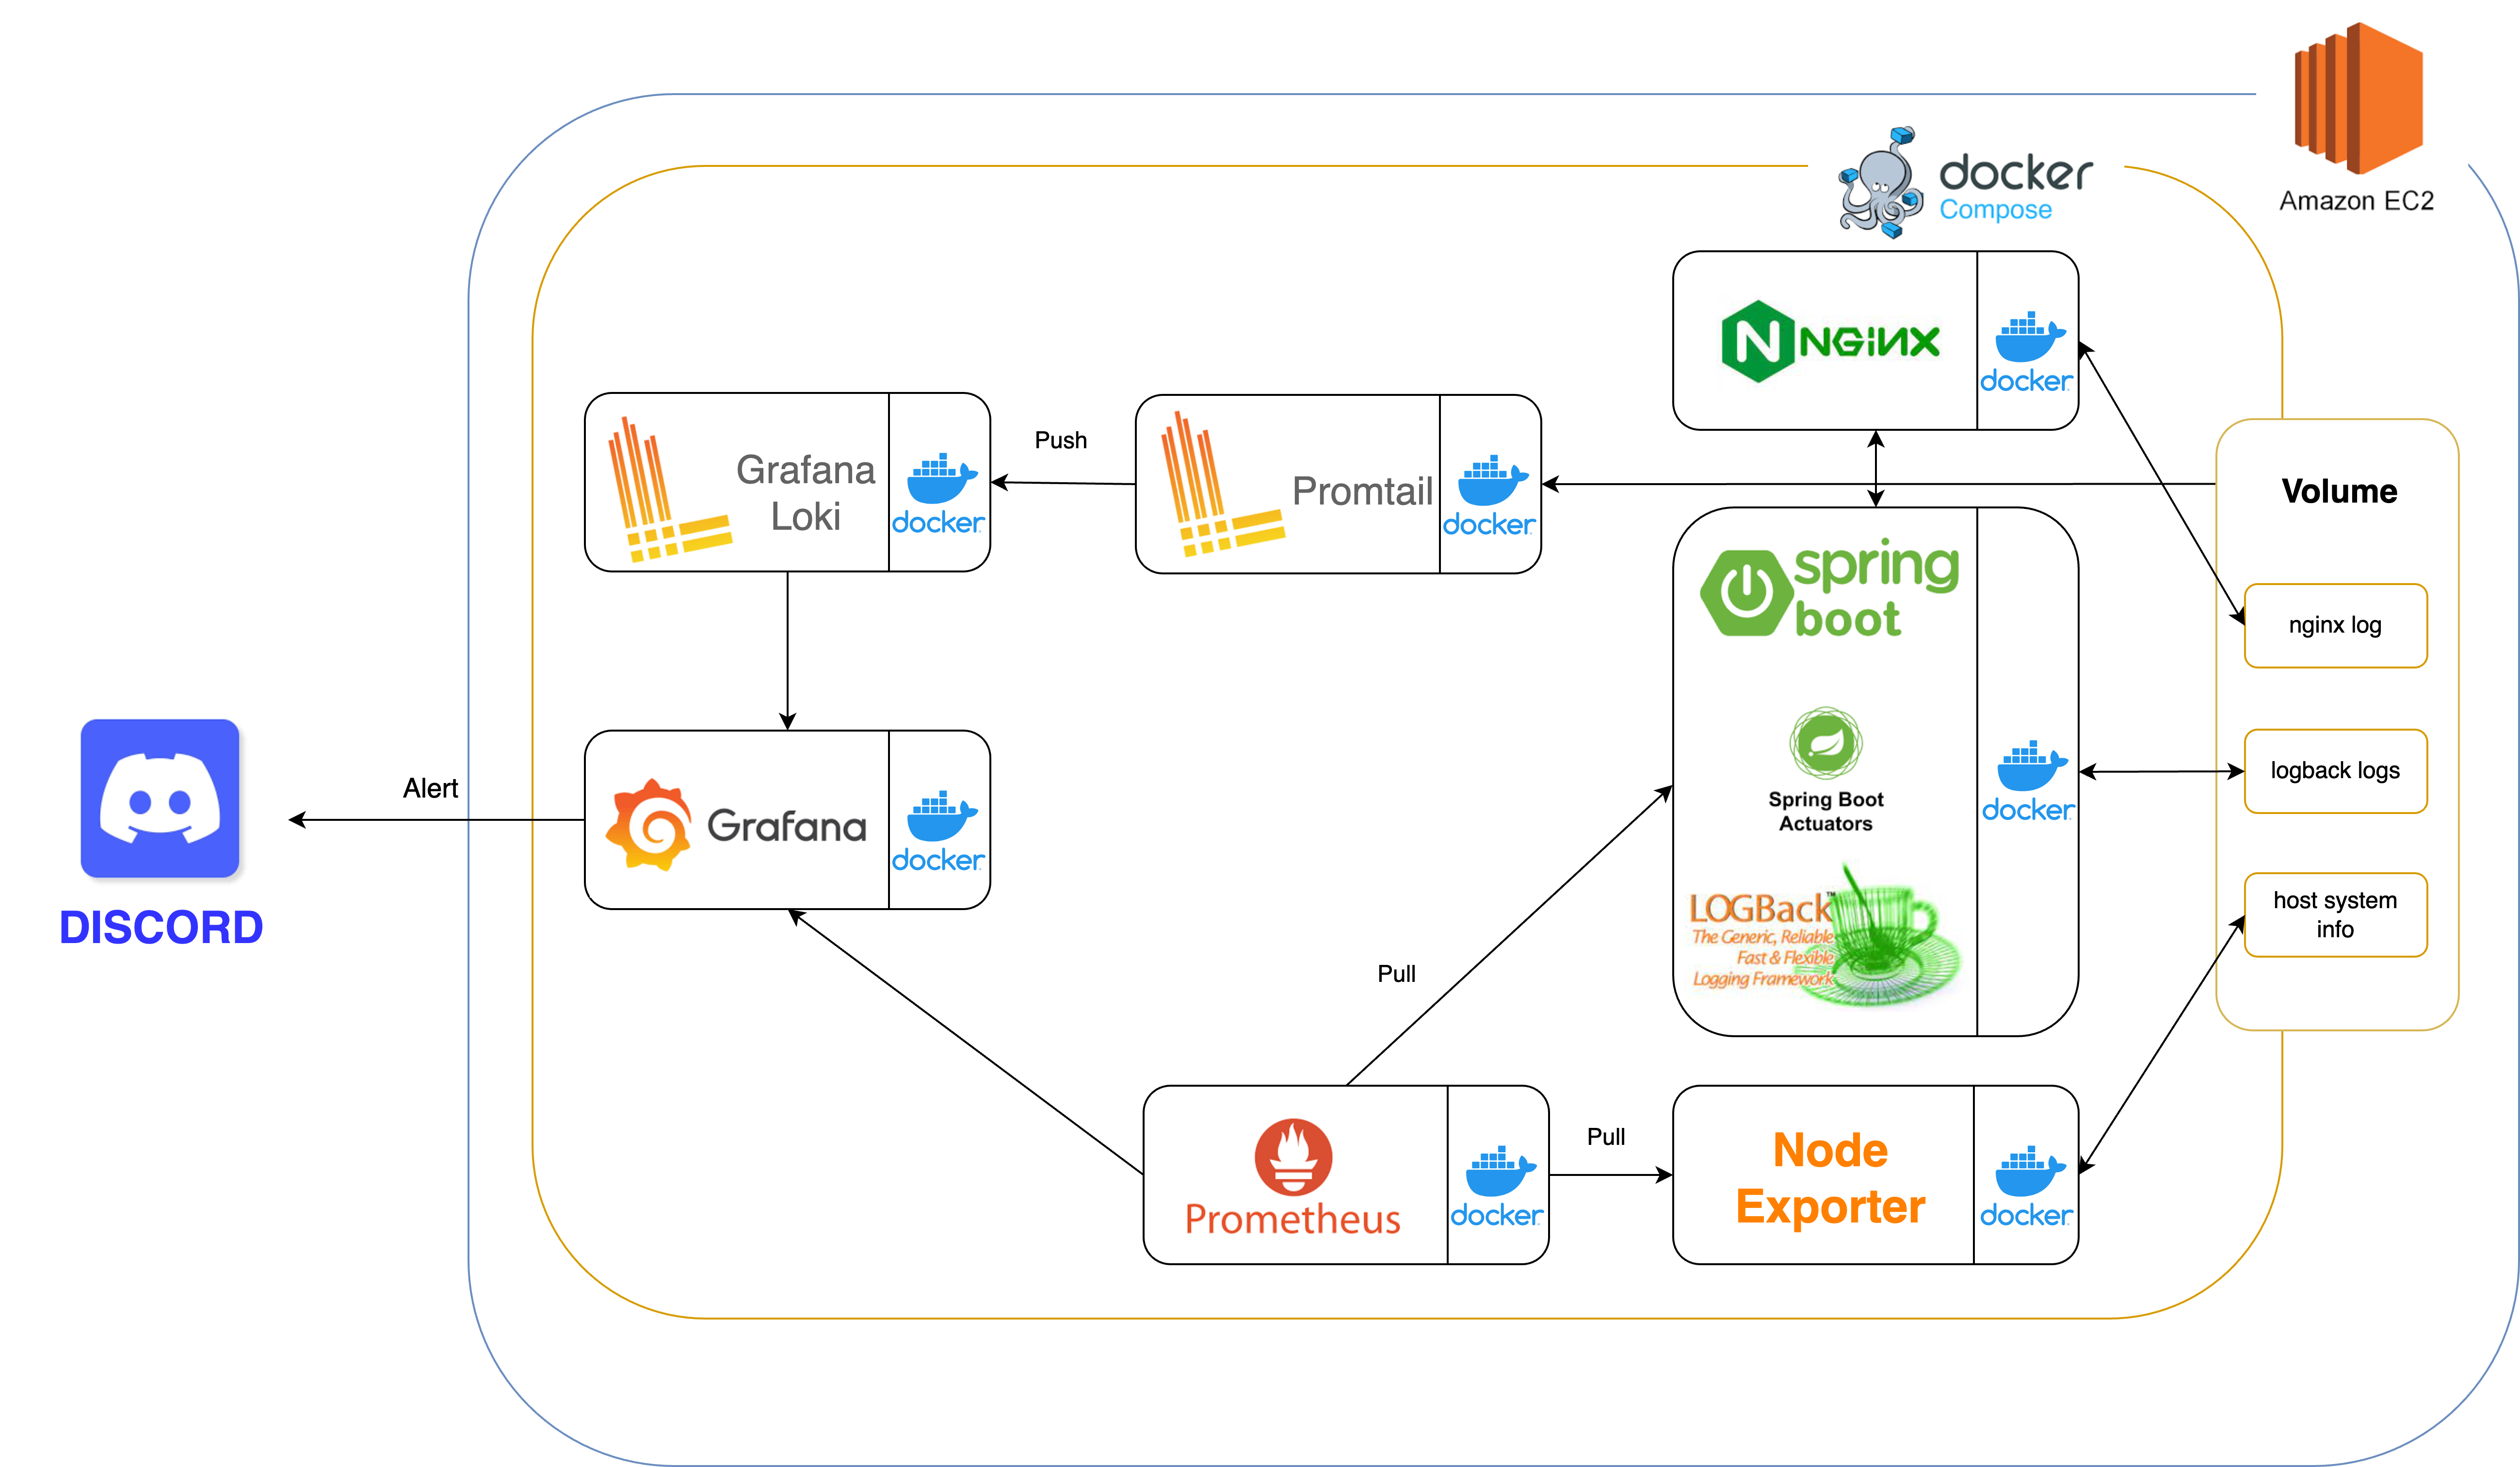 Amazon EC2
docker
Compose
NGINX
docker
Grafana
Loki
docker
Push
Promtail
docker
Volume
nginx log
logback logs
host system
info
spring
boot
Spring Boot
Actuators
LOGBack™
The Generic, Reliable
Fast & Flexible
Logging Framework
docker
DISCORD
Alert
Grafana
docker
Pull
Prometheus
docker
Pull
Node
Exporter
docker